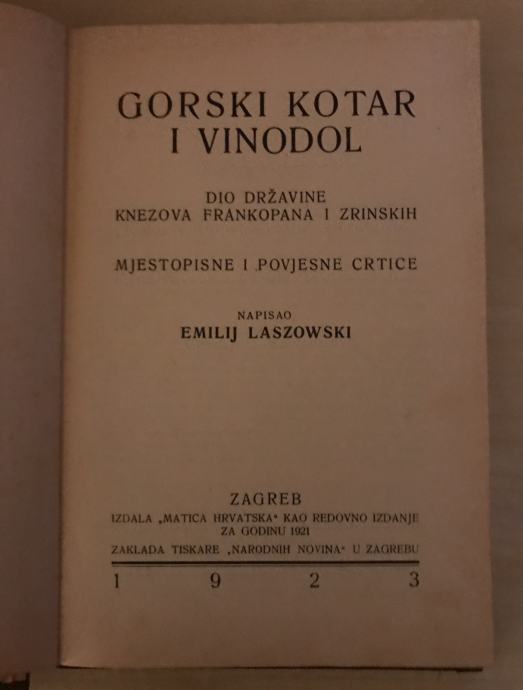 GORSKI KOTAR
I VINODOL
DIO DRŽAVINE
KNEZOVA FRANKOPANA I ZRINSKIH
MJESTOPISNE I POVJESNE CRTICE
NAPISAO
EMILIJ LASZOWSKI
ZAGREB
IZDALA „MATICA HRVATSKA“ KAO REDOVNO IZDANJE
ZA GODINU 1921
ZAKLADA TISKARE „NARODNIH NOVINA“ U ZAGREBU
1 9 2 3